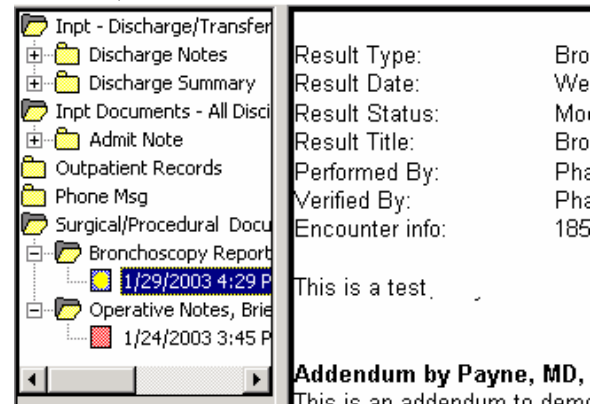 Inpt - Discharge/Transfer
Discharge Notes
Discharge Summary
Inpt Documents - All Disci
Admit Note
Outpatient Records
Phone Msg
Surgical/Procedural Docu
Bronchoscopy Report
1/29/2003 4:29 P
Operative Notes, Brie
1/24/2003 3:45 P
Result Type: Bro
Result Date: We
Result Status: Mod
Result Title: Bro
Performed By: Pha
Verified By: Pha
Encounter info: 185
This is a test
Addendum by Payne, MD,
This is an addendum to demo